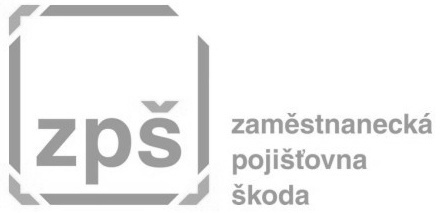 zpš
zaměstnanecká
pojišťovna
škoda